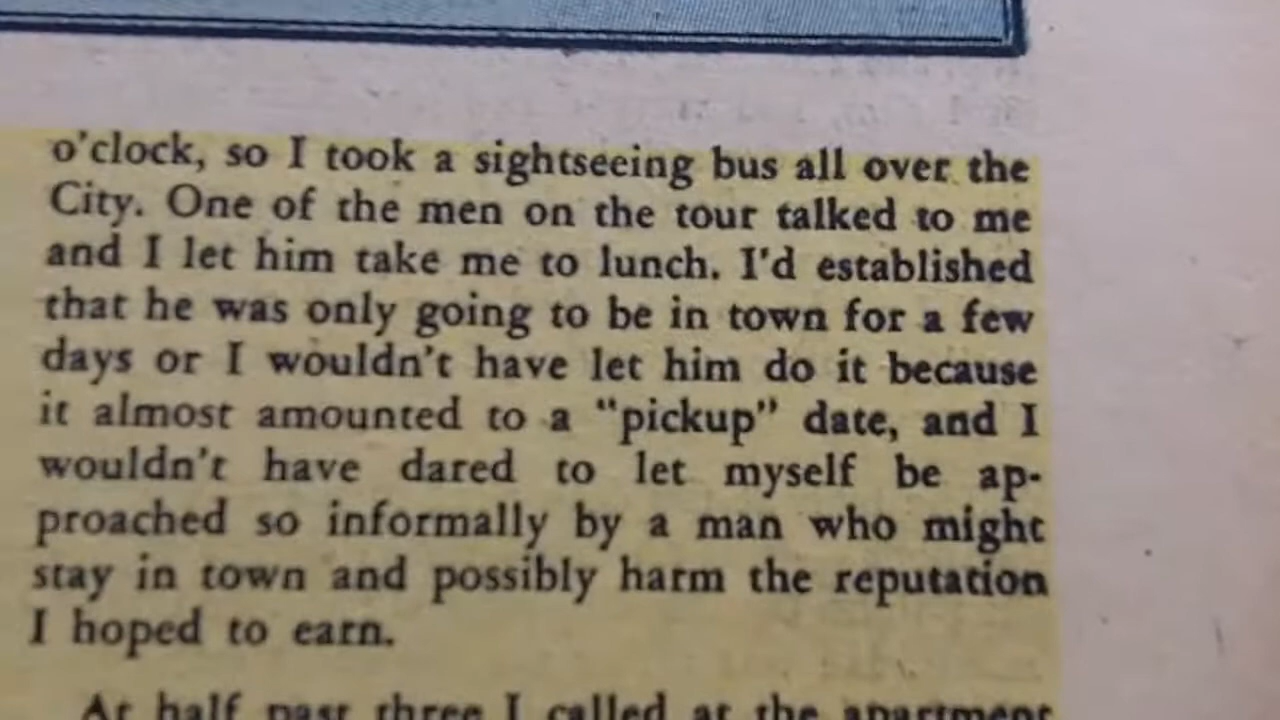 o'clock, so I took a sightseeing bus all over the
City. One of the men on the tour talked to me
and I let him take me to lunch. I'd established
that he was only going to be in town for a few
days or I wouldn't have let him do it because
it almost amounted to a "pickup" date, and I
wouldn't have dared to let myself be ap-
proached so informally by a man who might
stay in town and possibly harm the reputation
I hoped to earn.
At half past three I called at the apartment